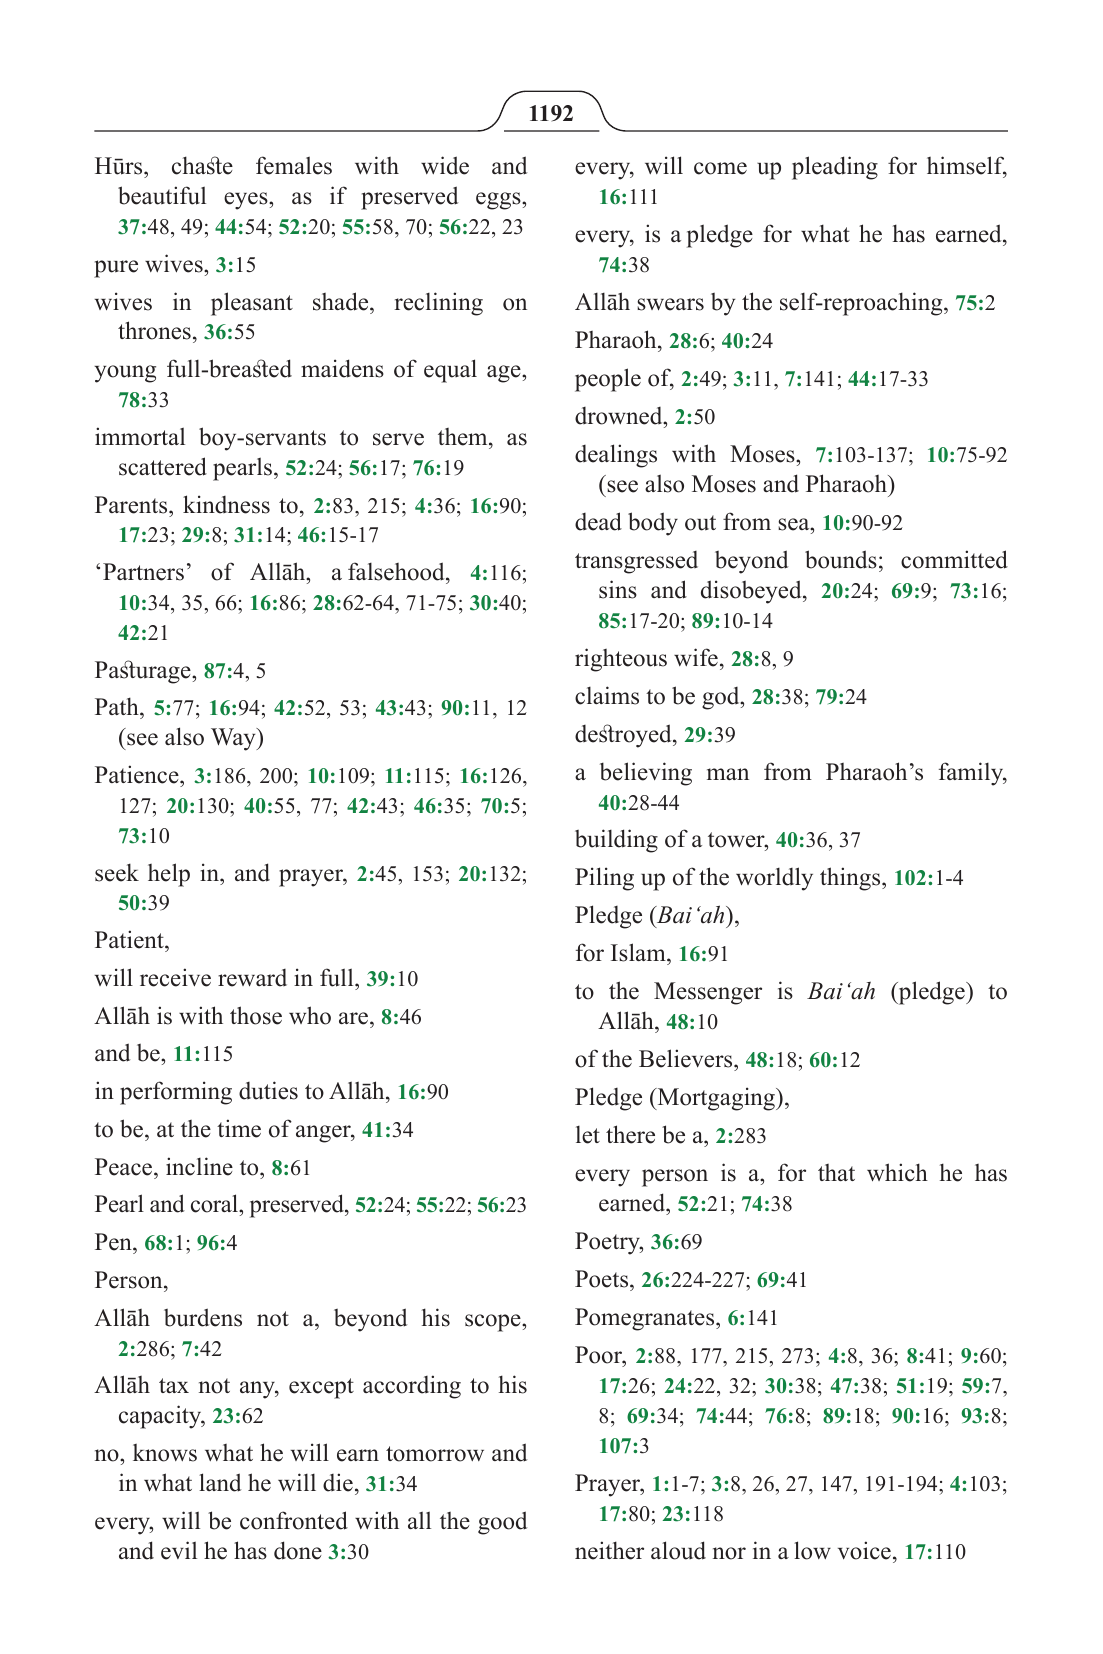 1192
Hūrs, chaste females with wide and
beautiful eyes, as if preserved eggs,
37:48, 49; 44:54; 52:20; 55:58, 70; 56:22, 23
pure wives, 3:15
wives in pleasant shade, reclining on
thrones, 36:55
young full-breasted maidens of equal age,
78:33
immortal boy-servants to serve them, as
scattered pearls, 52:24; 56:17; 76:19
Parents, kindness to, 2:83, 215; 4:36; 16:90;
17:23; 29:8; 31:14; 46:15-17
‘Partners’ of Allāh, a falsehood, 4:116;
10:34, 35, 66; 16:86; 28:62-64, 71-75; 30:40;
42:21
Pasturage, 87:4, 5
Path, 5:77; 16:94; 42:52, 53; 43:43; 90:11, 12
(see also Way)
Patience, 3:186, 200; 10:109; 11:115; 16:126,
127; 20:130; 40:55, 77; 42:43; 46:35; 70:5;
73:10
seek help in, and prayer, 2:45, 153; 20:132;
50:39
Patient,
will receive reward in full, 39:10
Allāh is with those who are, 8:46
and be, 11:115
in performing duties to Allāh, 16:90
to be, at the time of anger, 41:34
Peace, incline to, 8:61
Pearl and coral, preserved, 52:24; 55:22; 56:23
Pen, 68:1; 96:4
Person,
Allāh burdens not a, beyond his scope,
2:286; 7:42
Allāh tax not any, except according to his
capacity, 23:62
no, knows what he will earn tomorrow and
in what land he will die, 31:34
every, will be confronted with all the good
and evil he has done 3:30
every, will come up pleading for himself,
16:111
every, is a pledge for what he has earned,
74:38
Allāh swears by the self-reproaching, 75:2
Pharaoh, 28:6; 40:24
people of, 2:49; 3:11, 7:141; 44:17-33
drowned, 2:50
dealings with Moses, 7:103-137; 10:75-92
(see also Moses and Pharaoh)
dead body out from sea, 10:90-92
transgressed beyond bounds; committed
sins and disobeyed, 20:24; 69:9; 73:16;
85:17-20; 89:10-14
righteous wife, 28:8, 9
claims to be god, 28:38; 79:24
destroyed, 29:39
a believing man from Pharaoh’s family,
40:28-44
building of a tower, 40:36, 37
Piling up of the worldly things, 102:1-4
Pledge (Bai‘ah),
for Islam, 16:91
to the Messenger is Bai‘ah (pledge) to
Allāh, 48:10
of the Believers, 48:18; 60:12
Pledge (Mortgaging),
let there be a, 2:283
every person is a, for that which he has
earned, 52:21; 74:38
Poetry, 36:69
Poets, 26:224-227; 69:41
Pomegranates, 6:141
Poor, 2:88, 177, 215, 273; 4:8, 36; 8:41; 9:60;
17:26; 24:22, 32; 30:38; 47:38; 51:19; 59:7,
8; 69:34; 74:44; 76:8; 89:18; 90:16; 93:8;
107:3
Prayer, 1:1-7; 3:8, 26, 27, 147, 191-194; 4:103;
17:80; 23:118
neither aloud nor in a low voice, 17:110